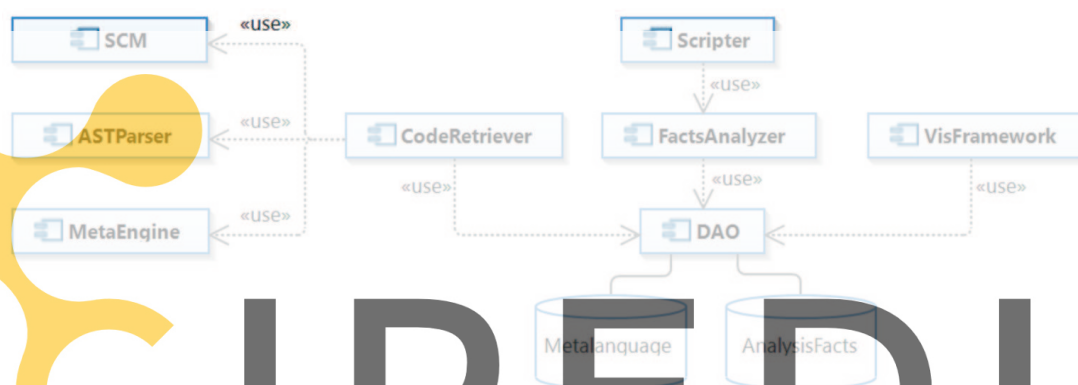 «use»
SCM
Scripter
«use»
«use»
ASTParser
CodeRetriever
FactsAnalyzer
VisFramework
«use»
«use»
«use»
«use»
MetaEngine
DAO
Metalanguage
AnalysisFacts